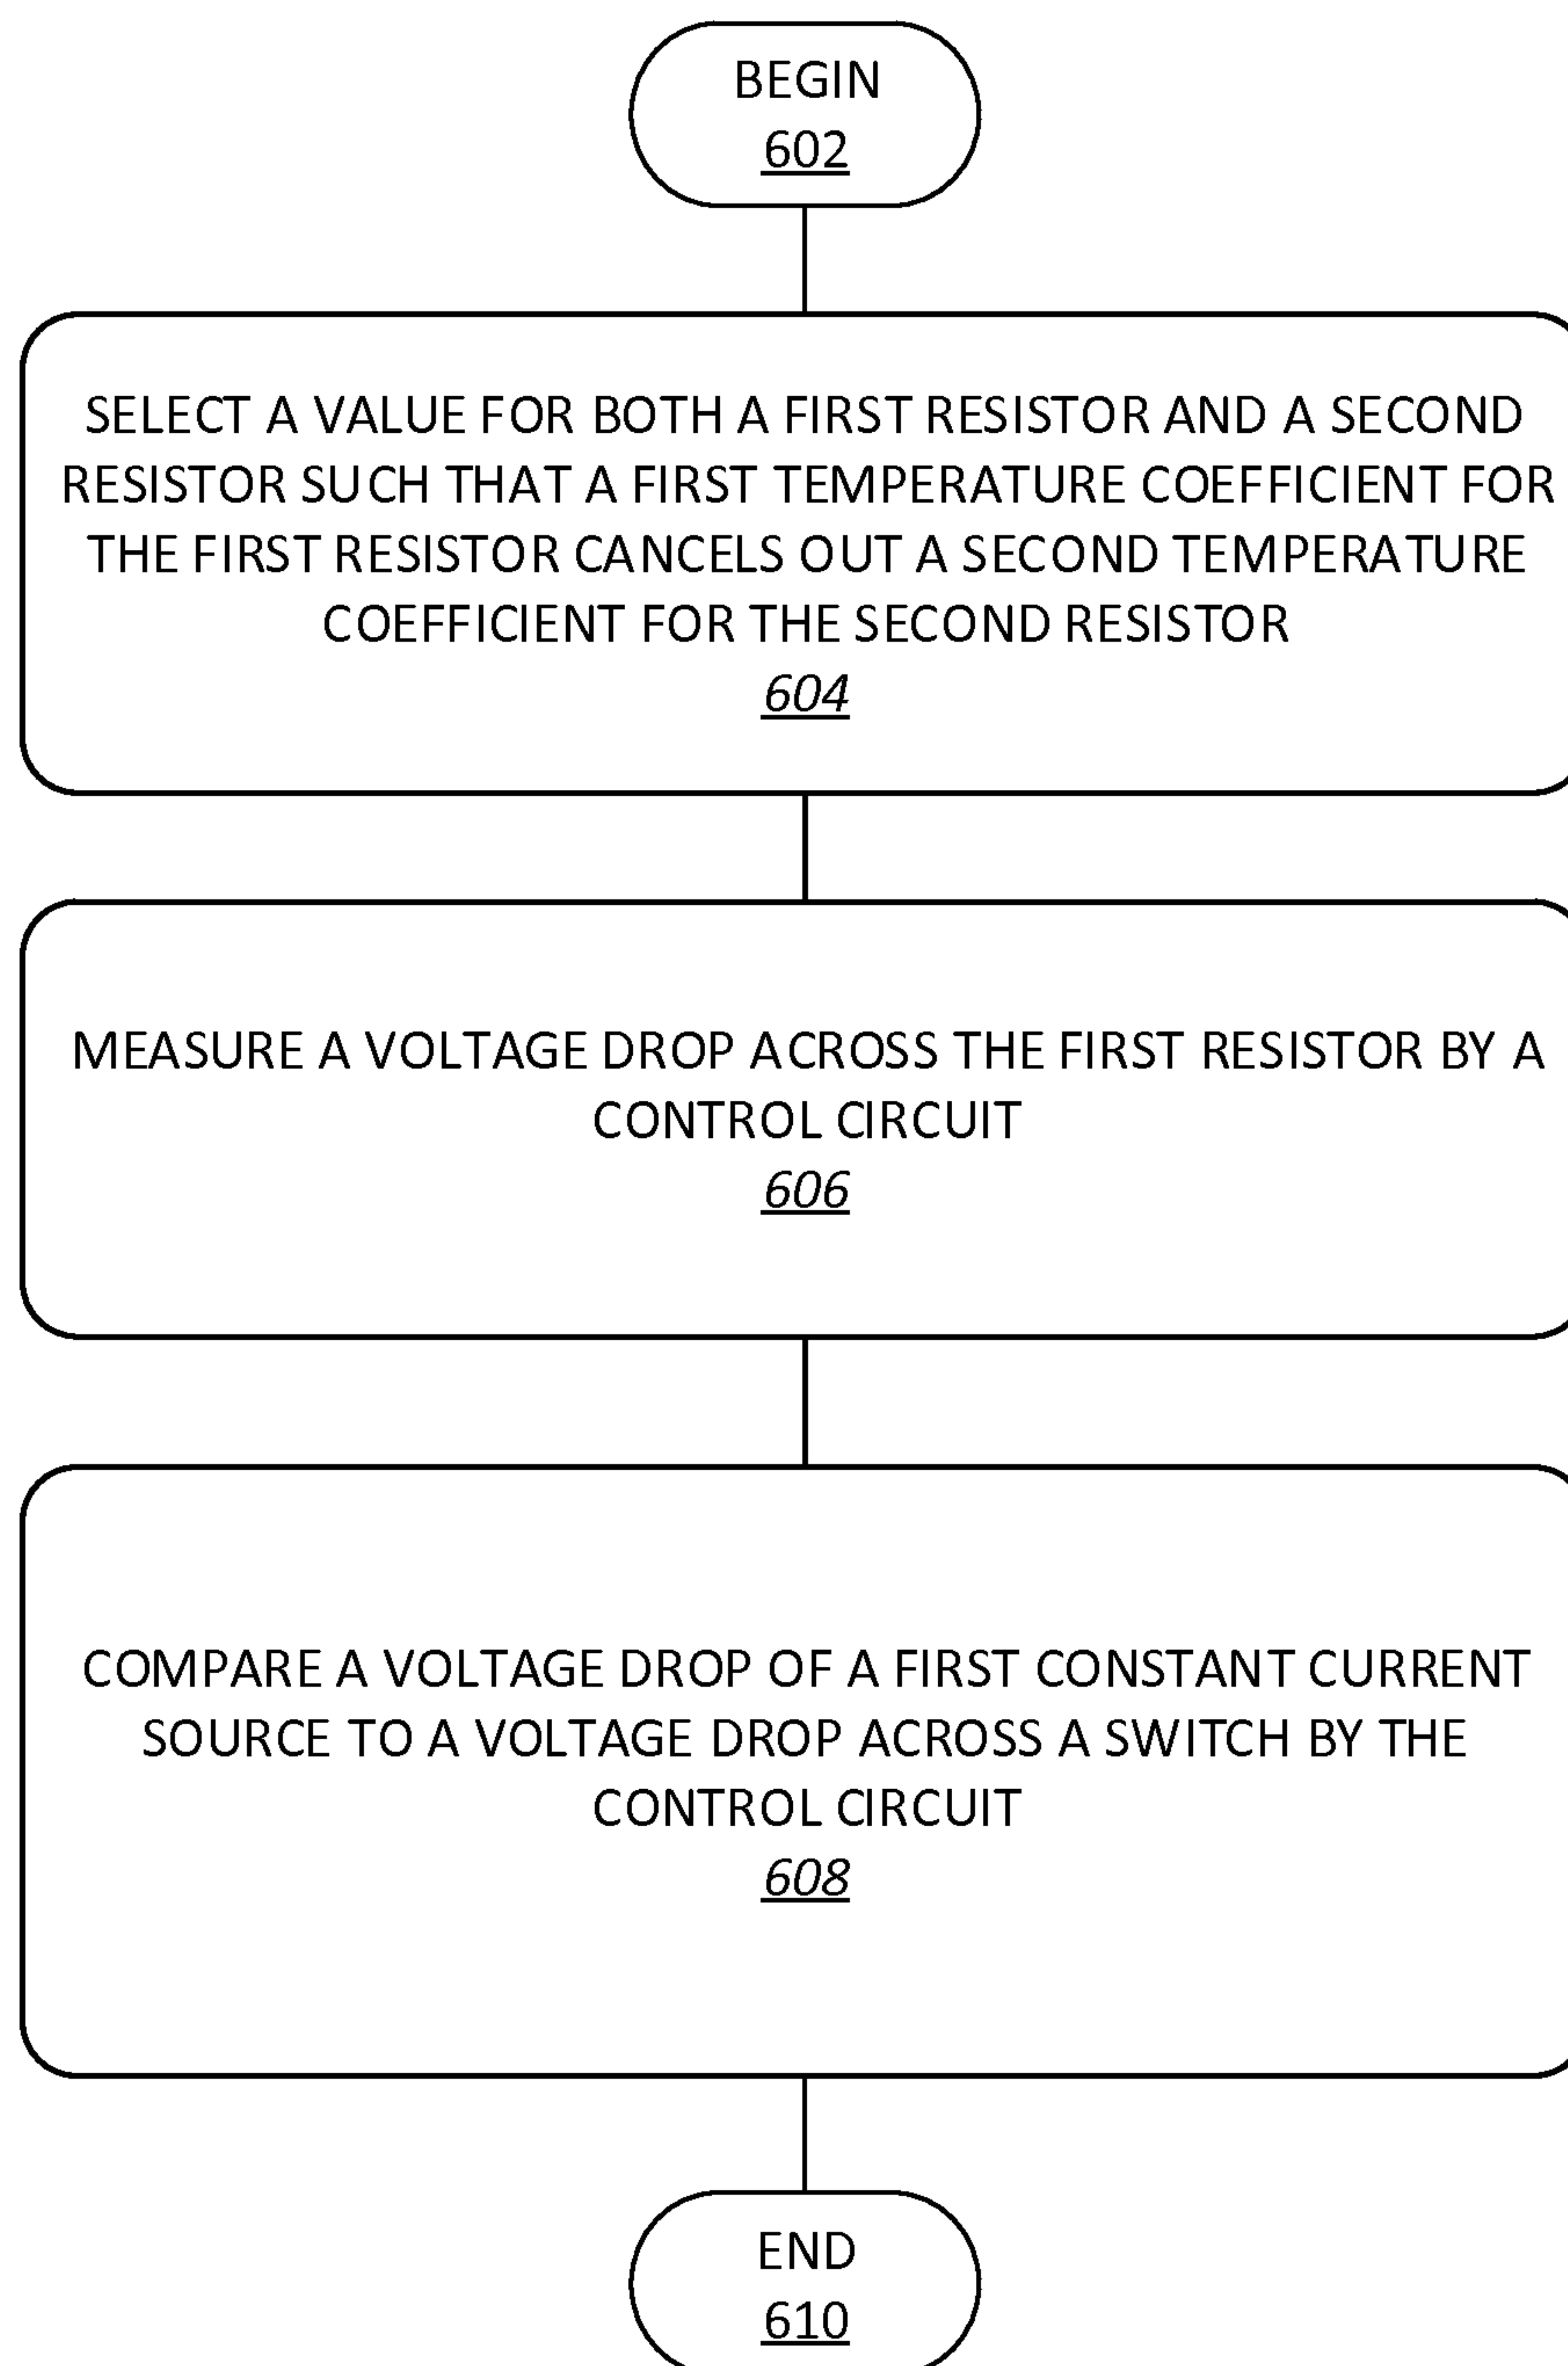 BEGIN
602
SELECT A VALUE FOR BOTH A FIRST RESISTOR AND A SECOND
RESISTOR SUCH THAT A FIRST TEMPERATURE COEFFICIENT FOR
THE FIRST RESISTOR CANCELS OUT A SECOND TEMPERATURE
COEFFICIENT FOR THE SECOND RESISTOR
604
MEASURE A VOLTAGE DROP ACROSS THE FIRST RESISTOR BY A
CONTROL CIRCUIT
606
COMPARE A VOLTAGE DROP OF A FIRST CONSTANT CURRENT
SOURCE TO A VOLTAGE DROP ACROSS A SWITCH BY THE
CONTROL CIRCUIT
608
END
610